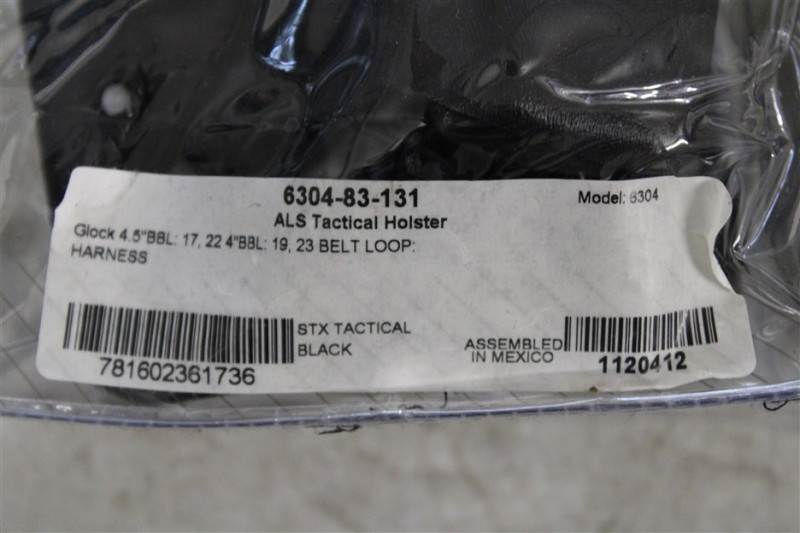 6304-83-131
Model: 6304
ALS Tactical Holster
Glock 4.5"BBL: 17, 22 4"BBL: 19, 23 BELT LOOP:
HARNESS
STX TACTICAL
BLACK
781602361736
ASSEMBLED
IN MEXICO
1120412